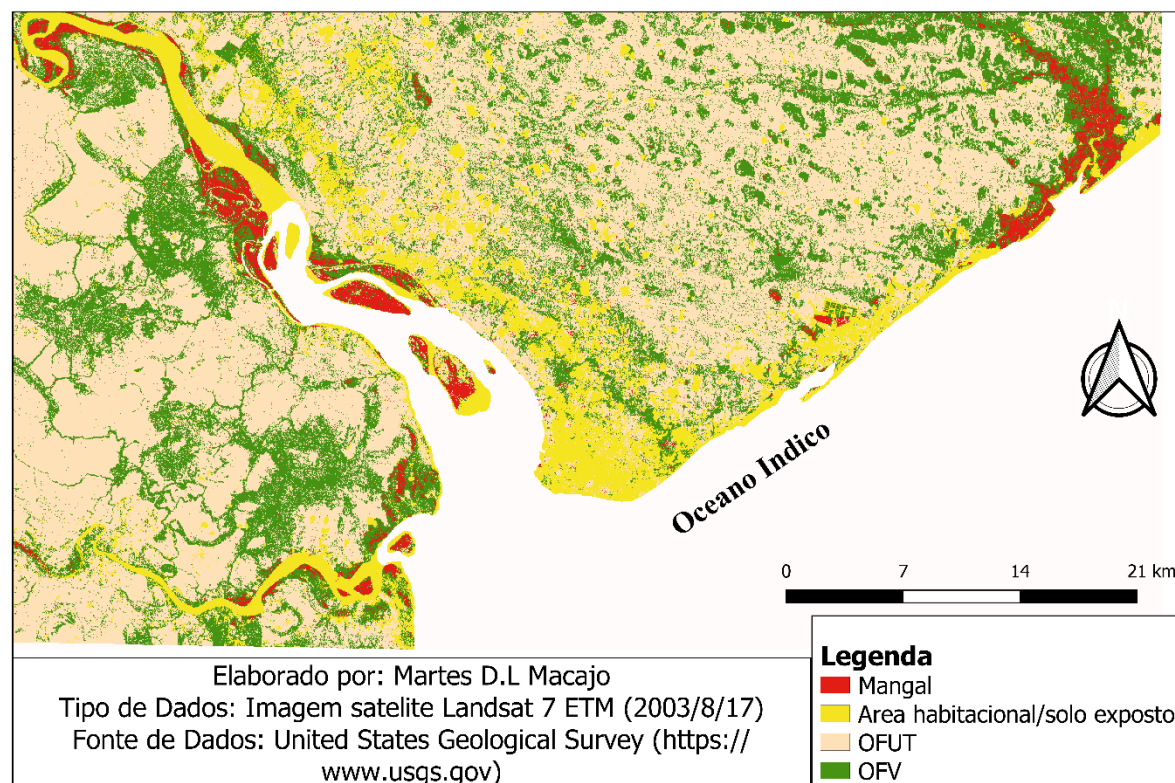 N
Oceano Indico
0 7 14 21 km
Elaborado por: Martes D.L Macajo
Tipo de Dados: Imagem satelite Landsat 7 ETM (2003/8/17)
Fonte de Dados: United States Geological Survey (https://
www.usgs.gov)
Legenda
Mangal
Area habitacional/solo exposto
OFUT
OFV